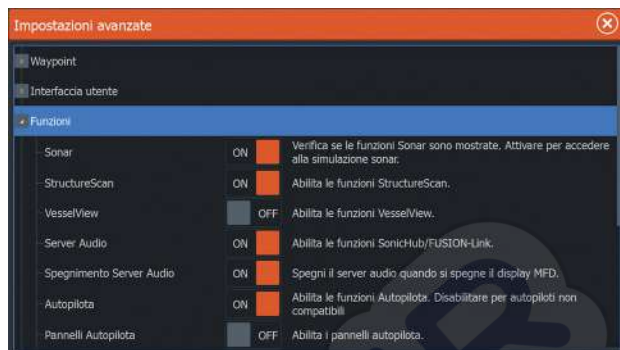 Impostazioni avanzate
Waypoint
Interfaccia utente
Funzioni
Sonar ON Verifica se le funzioni Sonar sono mostrate. Attivare per accedere
alla simulazione sonar.
StructureScan ON Abilita le funzioni StructureScan.
VesselView OFF Abilita le funzioni VesselView.
Server Audio ON Abilita le funzioni SonicHub/FUSION-Link.
Spegnimento Server Audio ON Spegni il server audio quando si spegne il display MFD.
Autopilota ON Abilita le funzioni Autopilota. Disabilitare per autopiloti non
compatibili
Pannelli Autopilota OFF Abilita i pannelli autopilota.